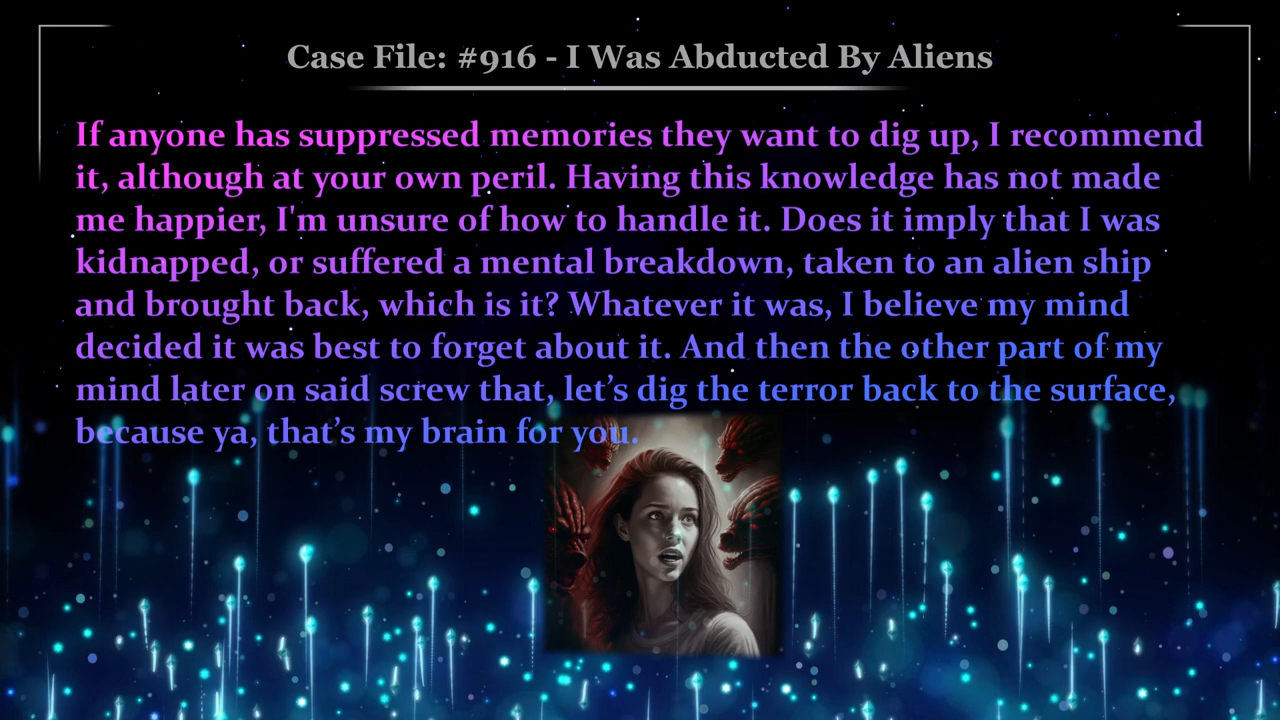 Case File: #916 - I Was Abducted By Aliens
If anyone has suppressed memories they want to dig up, I recommend
it, although at your own peril. Having this knowledge has not made
me happier, I'm unsure of how to handle it. Does it imply that I was
kidnapped, or suffered a mental breakdown, taken to an alien ship
and brought back, which is it? Whatever it was, I believe my mind
decided it was best to forget about it. And then the other part of my
mind later on said screw that, let’s dig the terror back to the surface,
because ya, that’s my brain for you.